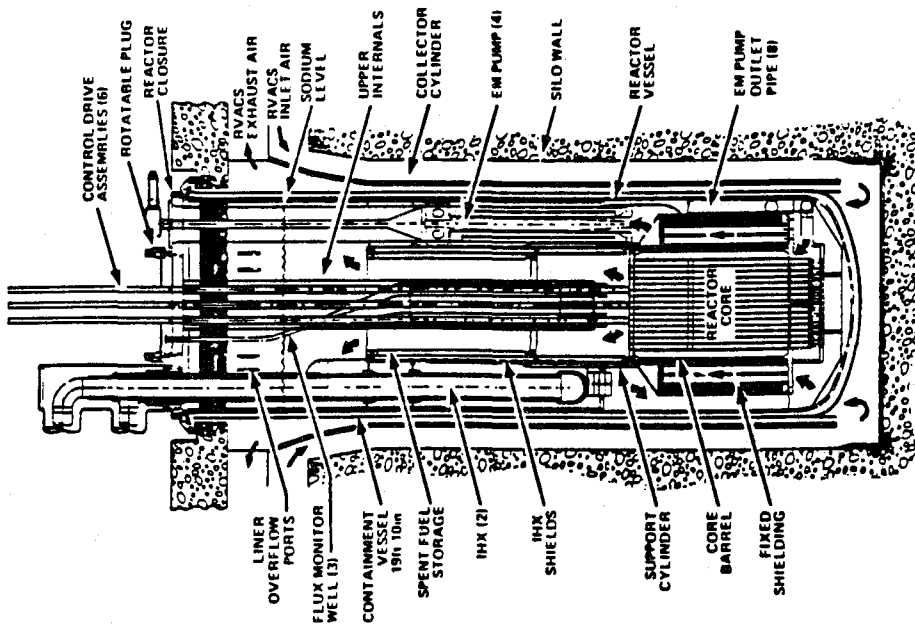 CONTROL DRIVE
ASSEMBLIES (6)
ROTATABLE PLUG
REACTOR
CLOSURE
RVACS
EXHAUST AIR
RVACS
INLET AIR
SODIUM
LEVEL
UPPER
INTERNALS
COLLECTOR
CYLINDER
EM PUMP (4)
SILO WALL
REACTOR
VESSEL
EM PUMP
OUTLET
PIPE (8)
REACTOR
CORE
LINER
OVERFLOW
PORTS
FLUX MONITOR
WELL (3)
CONTAINMENT
VESSEL
19ft 10in
SPENT FUEL
STORAGE
IHX (2)
IHX
SHIELDS
SUPPORT
CYLINDER
CORE
BARREL
FIXED
SHIELDING